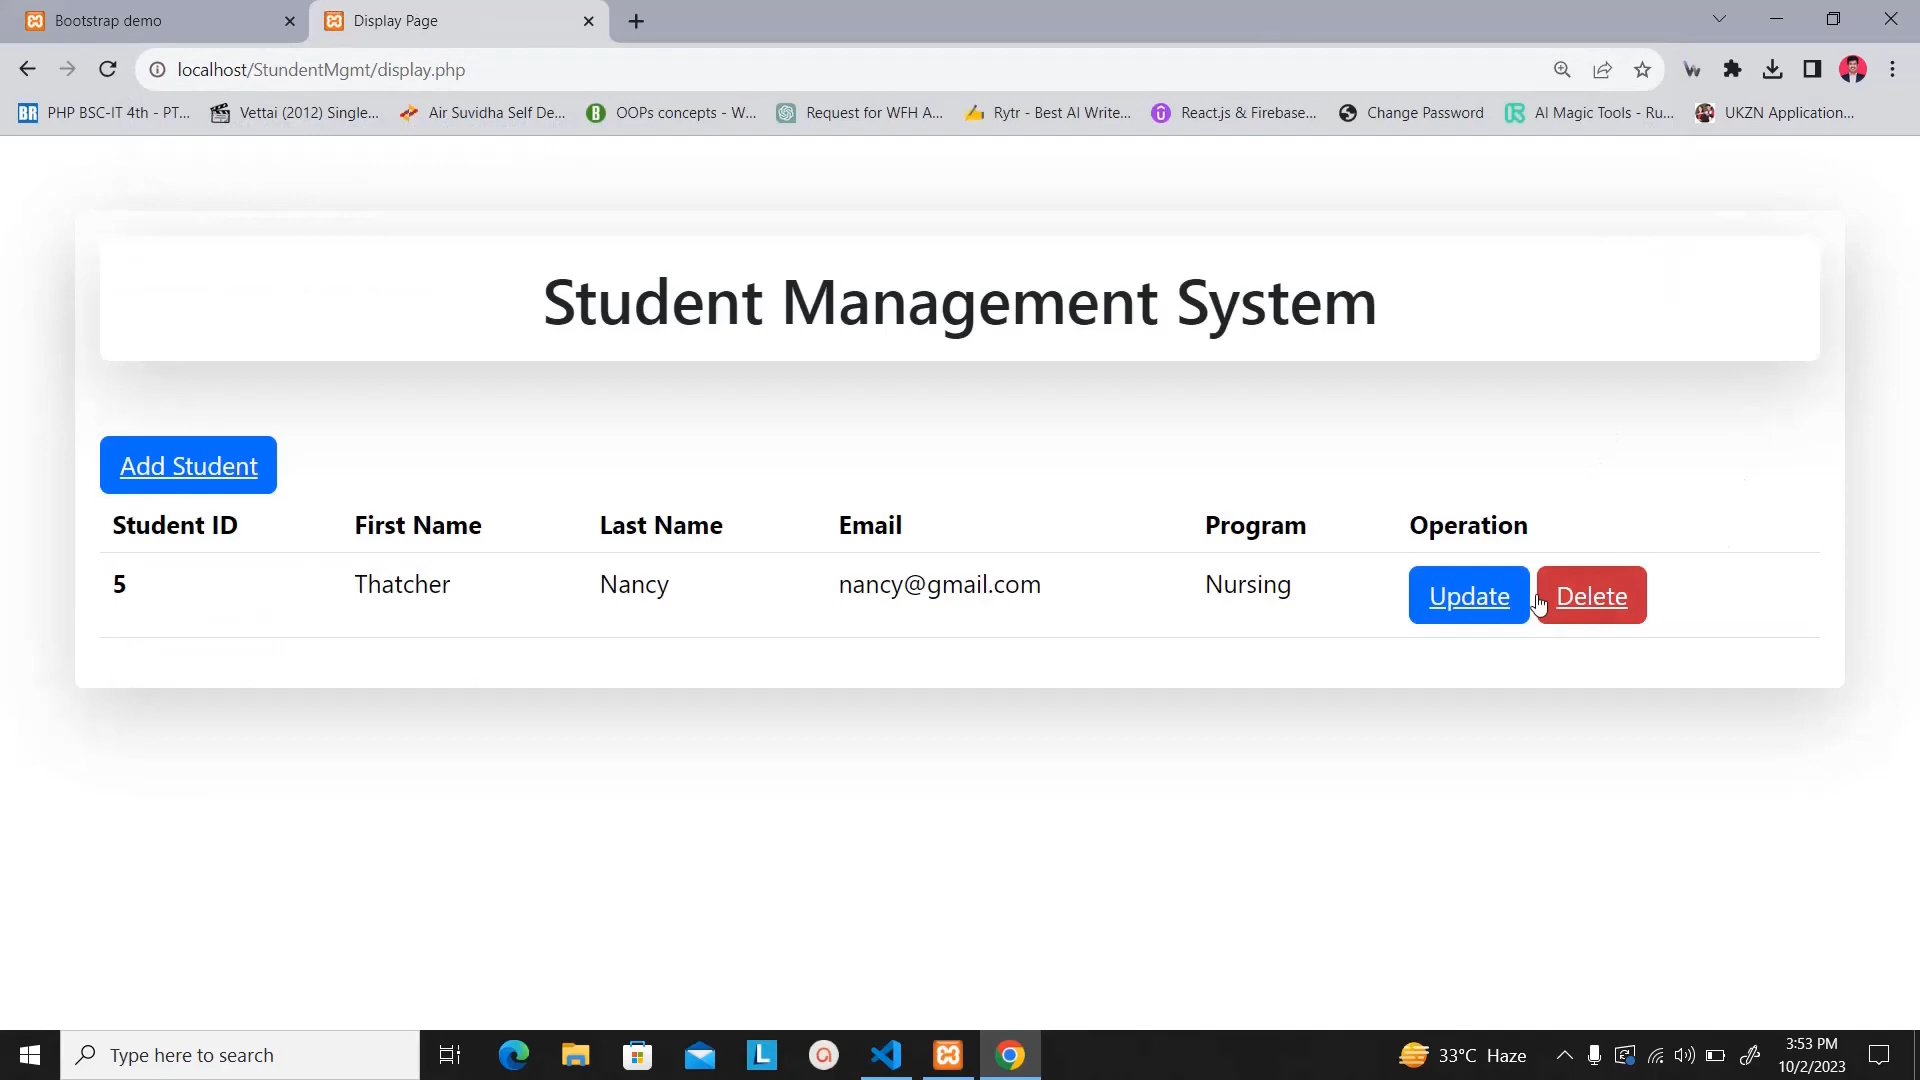 Bootstrap demo
Display Page
localhost/StundentMgmt/display.php
BR PHP BSC-IT 4th - PT... Vettai (2012) Single... Air Suvidha Self De... B OOPs concepts - W... Request for WFH A... Rytr - Best AI Write... React.js & Firebase... Change Password AI Magic Tools - Ru... UKZN Application...
Student Management System
Add Student
Student ID First Name Last Name Email Program Operation
5 Thatcher Nancy nancy@gmail.com Nursing Update Delete
Type here to search
L
33°C Haze
3:53 PM
10/2/2023